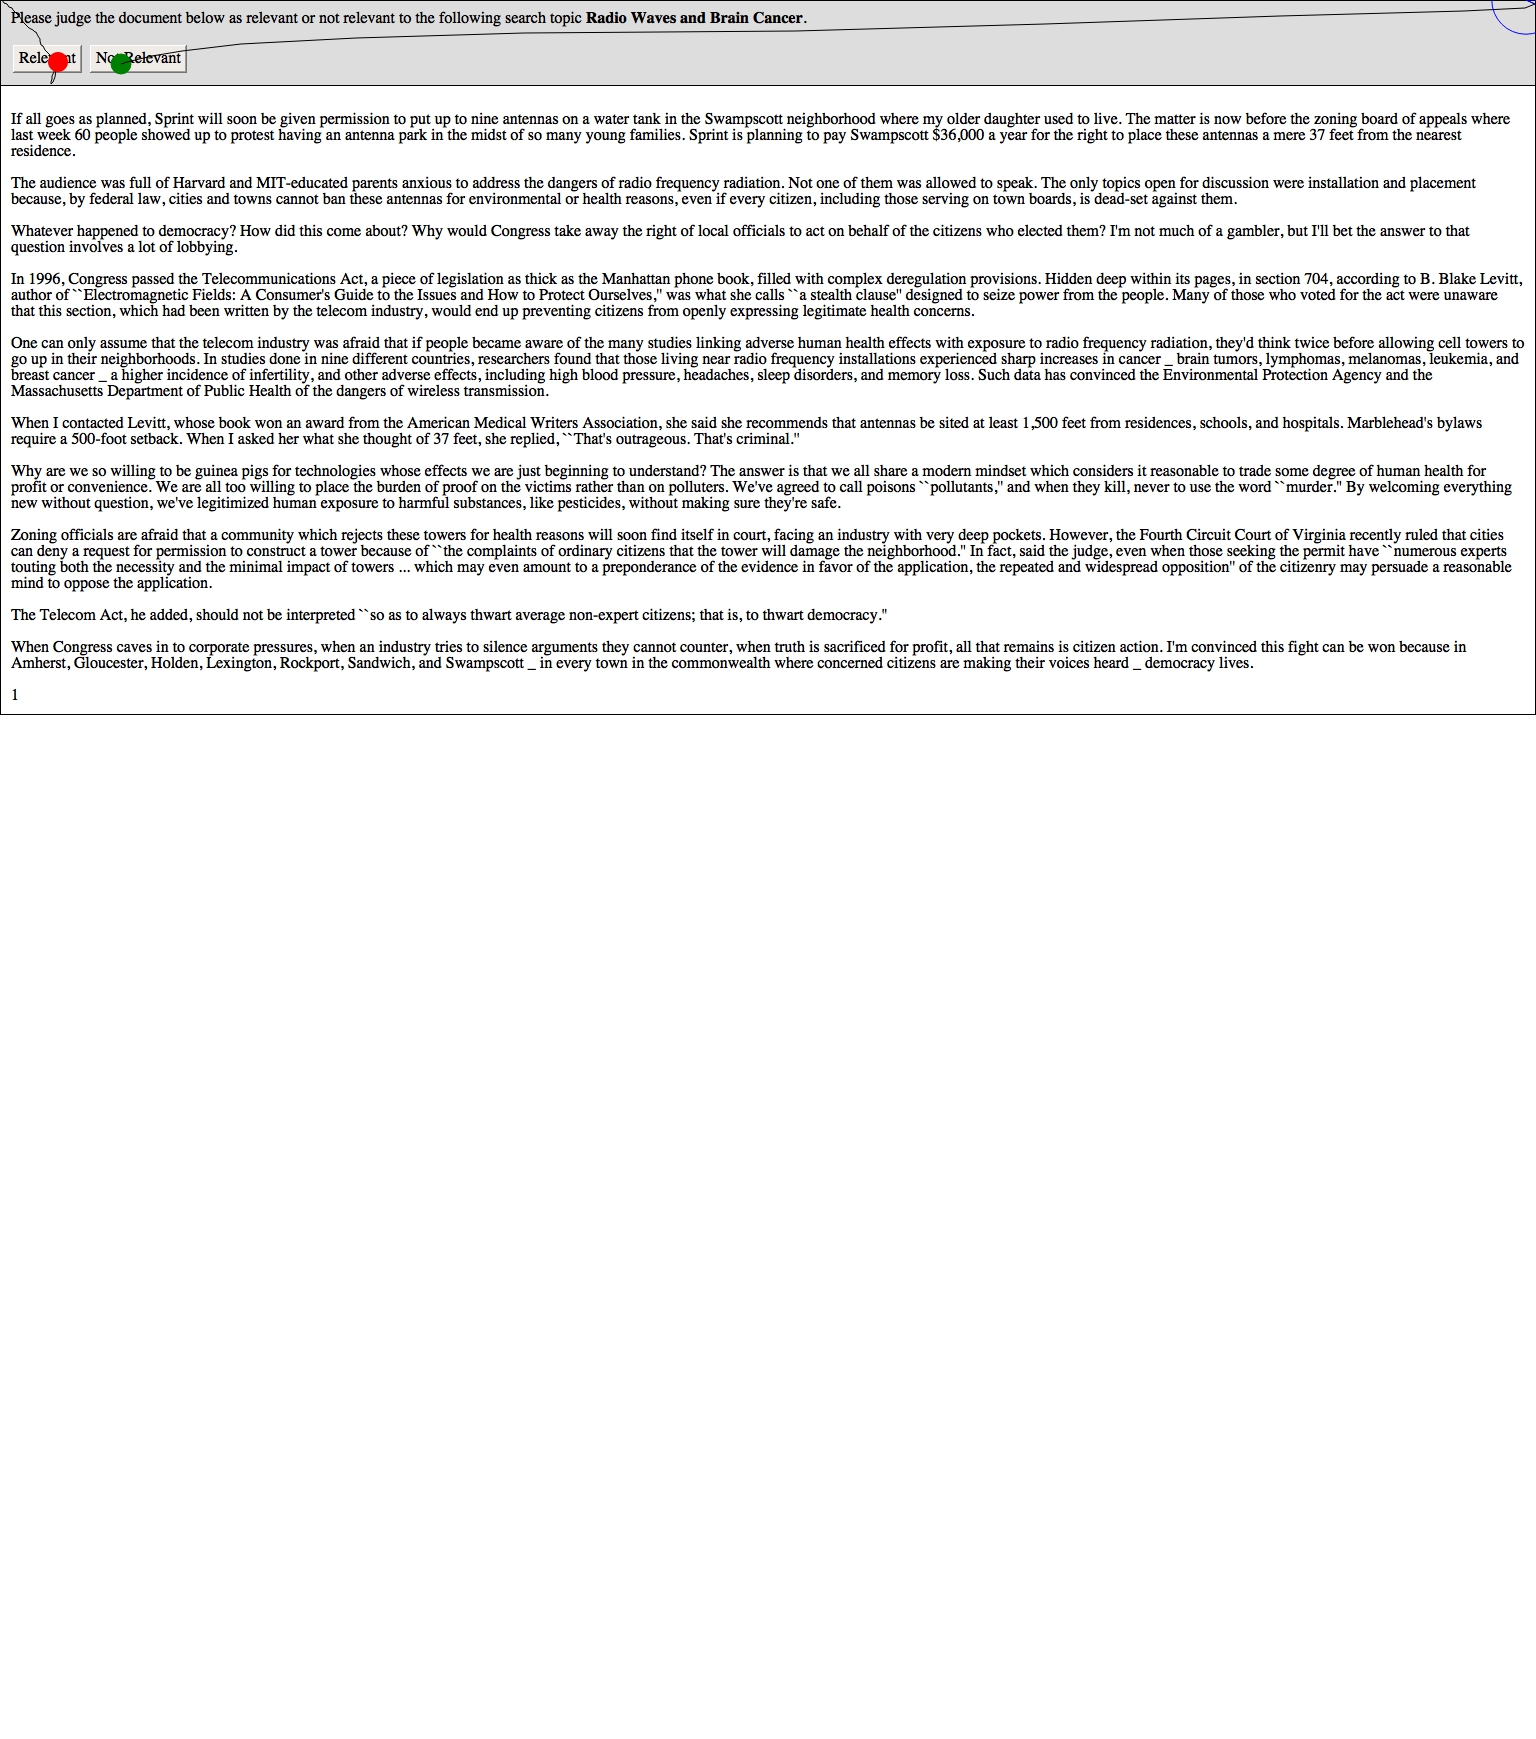 Please judge the document below as relevant or not relevant to the following search topic Radio Waves and Brain Cancer.
Relevant Not Relevant
If all goes as planned, Sprint will soon be given permission to put up to nine antennas on a water tank in the Swampscott neighborhood where my older daughter used to live. The matter is now before the zoning board of appeals where
last week 60 people showed up to protest having an antenna park in the midst of so many young families. Sprint is planning to pay Swampscott $36,000 a year for the right to place these antennas a mere 37 feet from the nearest
residence.
The audience was full of Harvard and MIT-educated parents anxious to address the dangers of radio frequency radiation. Not one of them was allowed to speak. The only topics open for discussion were installation and placement
because, by federal law, cities and towns cannot ban these antennas for environmental or health reasons, even if every citizen, including those serving on town boards, is dead-set against them.
Whatever happened to democracy? How did this come about? Why would Congress take away the right of local officials to act on behalf of the citizens who elected them? I'm not much of a gambler, but I'll bet the answer to that
question involves a lot of lobbying.
In 1996, Congress passed the Telecommunications Act, a piece of legislation as thick as the Manhattan phone book, filled with complex deregulation provisions. Hidden deep within its pages, in section 704, according to B. Blake Levitt,
author of ``Electromagnetic Fields: A Consumer's Guide to the Issues and How to Protect Ourselves,'' was what she calls ``a stealth clause'' designed to seize power from the people. Many of those who voted for the act were unaware
that this section, which had been written by the telecom industry, would end up preventing citizens from openly expressing legitimate health concerns.
One can only assume that the telecom industry was afraid that if people became aware of the many studies linking adverse human health effects with exposure to radio frequency radiation, they'd think twice before allowing cell towers to
go up in their neighborhoods. In studies done in nine different countries, researchers found that those living near radio frequency installations experienced sharp increases in cancer _ brain tumors, lymphomas, melanomas, leukemia, and
breast cancer _ a higher incidence of infertility, and other adverse effects, including high blood pressure, headaches, sleep disorders, and memory loss. Such data has convinced the Environmental Protection Agency and the
Massachusetts Department of Public Health of the dangers of wireless transmission.
When I contacted Levitt, whose book won an award from the American Medical Writers Association, she said she recommends that antennas be sited at least 1,500 feet from residences, schools, and hospitals. Marblehead's bylaws
require a 500-foot setback. When I asked her what she thought of 37 feet, she replied, ``That's outrageous. That's criminal.''
Why are we so willing to be guinea pigs for technologies whose effects we are just beginning to understand? The answer is that we all share a modern mindset which considers it reasonable to trade some degree of human health for
profit or convenience. We are all too willing to place the burden of proof on the victims rather than on polluters. We've agreed to call poisons ``pollutants,'' and when they kill, never to use the word ``murder.'' By welcoming everything
new without question, we've legitimized human exposure to harmful substances, like pesticides, without making sure they're safe.
Zoning officials are afraid that a community which rejects these towers for health reasons will soon find itself in court, facing an industry with very deep pockets. However, the Fourth Circuit Court of Virginia recently ruled that cities
can deny a request for permission to construct a tower because of ``the complaints of ordinary citizens that the tower will damage the neighborhood.'' In fact, said the judge, even when those seeking the permit have ``numerous experts
touting both the necessity and the minimal impact of towers ... which may even amount to a preponderance of the evidence in favor of the application, the repeated and widespread opposition'' of the citizenry may persuade a reasonable
mind to oppose the application.
The Telecom Act, he added, should not be interpreted ``so as to always thwart average non-expert citizens; that is, to thwart democracy.''
When Congress caves in to corporate pressures, when an industry tries to silence arguments they cannot counter, when truth is sacrificed for profit, all that remains is citizen action. I'm convinced this fight can be won because in
Amherst, Gloucester, Holden, Lexington, Rockport, Sandwich, and Swampscott _ in every town in the commonwealth where concerned citizens are making their voices heard _ democracy lives.
1